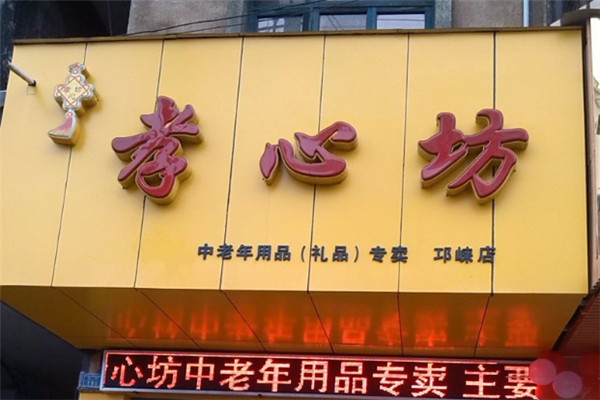 孝心坊
中老年用品（礼品）专卖 邛崃店
心坊中老年用品专卖 主要